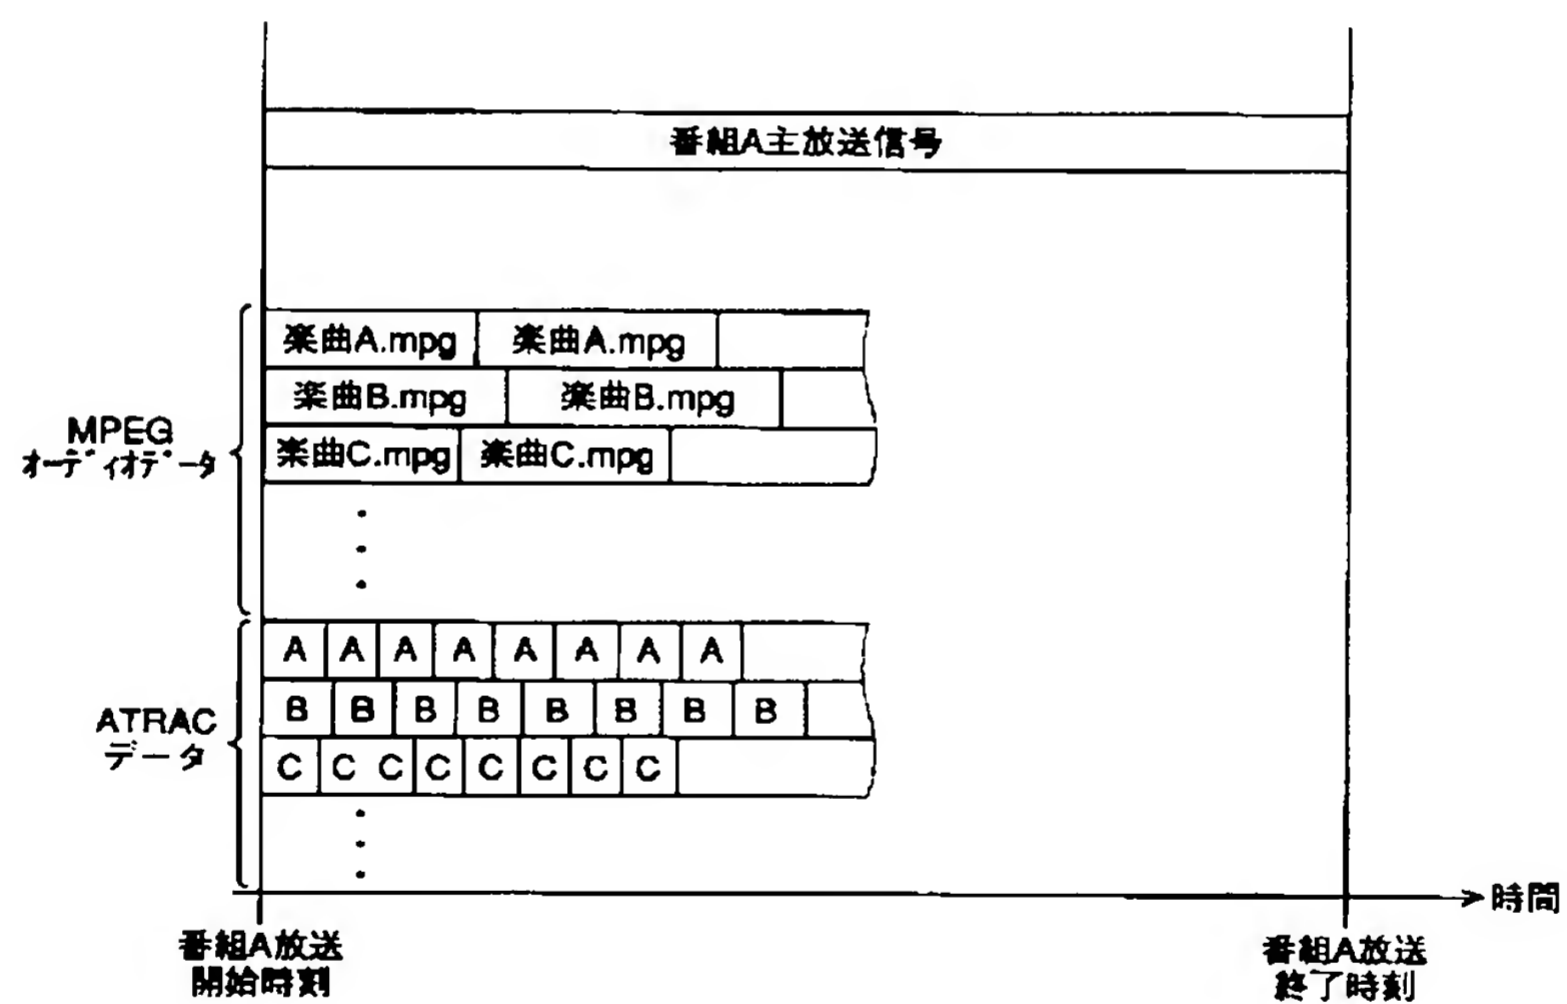 番組A主放送信号
楽曲A.mpg 楽曲A.mpg
楽曲B.mpg 楽曲B.mpg
楽曲C.mpg 楽曲C.mpg
MPEG
オーディオデータ
A A A A A A A A
B B B B B B B B
C C C C C C C C
ATRAC
データ
時間
番組A放送
開始時刻
番組A放送
終了時刻